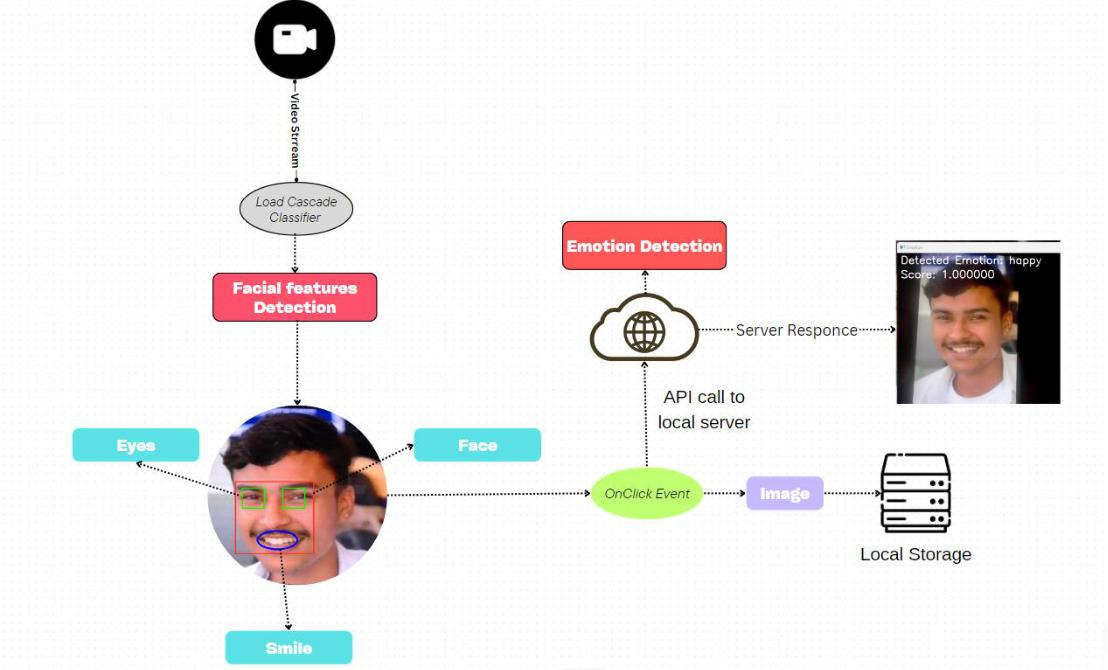 Video Strream
Load Cascade
Classifier
Facial features
Detection
Eyes
Face
Smile
OnClick Event
Image
Local Storage
API call to
local server
Emotion Detection
Server Responce
Detected Emotion: happy
Score: 1.000000